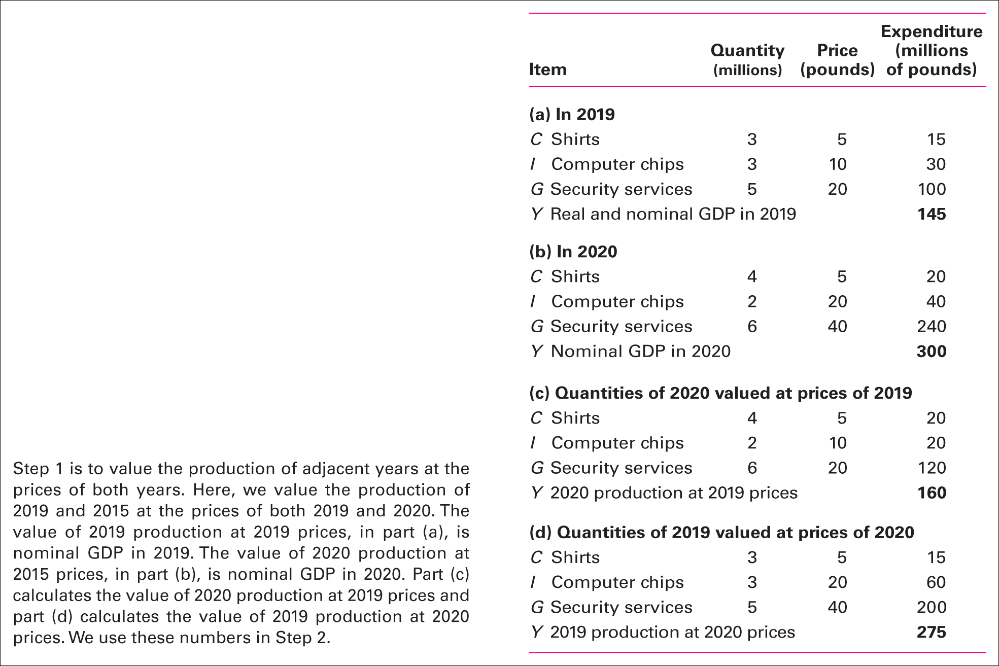 Expenditure
Quantity Price (millions
Item (millions) (pounds) of pounds)
(a) In 2019
C Shirts 3 5 15
I Computer chips 3 10 30
G Security services 5 20 100
Y Real and nominal GDP in 2019 145
(b) In 2020
C Shirts 4 5 20
I Computer chips 2 20 40
G Security services 6 40 240
Y Nominal GDP in 2020 300
(c) Quantities of 2020 valued at prices of 2019
C Shirts 4 5 20
I Computer chips 2 10 20
G Security services 6 20 120
Y 2020 production at 2019 prices 160
(d) Quantities of 2019 valued at prices of 2020
C Shirts 3 5 15
I Computer chips 3 20 60
G Security services 5 40 200
Y 2019 production at 2020 prices 275
Step 1 is to value the production of adjacent years at the
prices of both years. Here, we value the production of
2019 and 2015 at the prices of both 2019 and 2020. The
value of 2019 production at 2019 prices, in part (a), is
nominal GDP in 2019. The value of 2020 production at
2015 prices, in part (b), is nominal GDP in 2020. Part (c)
calculates the value of 2020 production at 2019 prices and
part (d) calculates the value of 2019 production at 2020
prices. We use these numbers in Step 2.